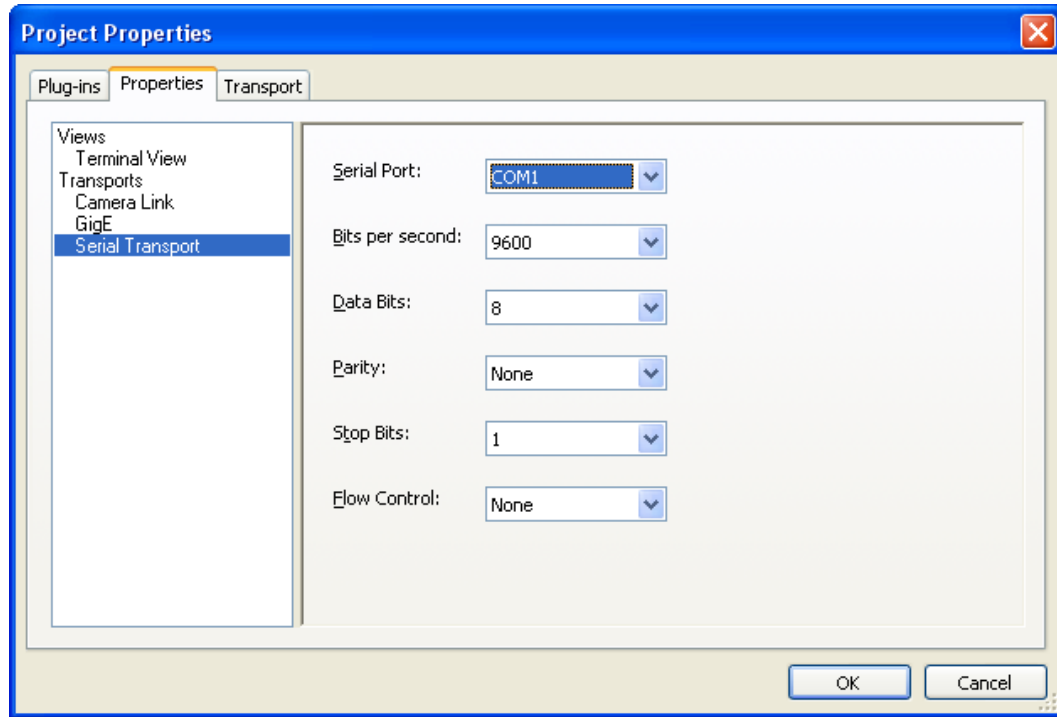 Project Properties
Plug-ins Properties Transport
Views
Terminal View
Transports
Camera Link
GigE
Serial Transport
Serial Port: COM1
Bits per second: 9600
Data Bits: 8
Parity: None
Stop Bits: 1
Flow Control: None
OK Cancel